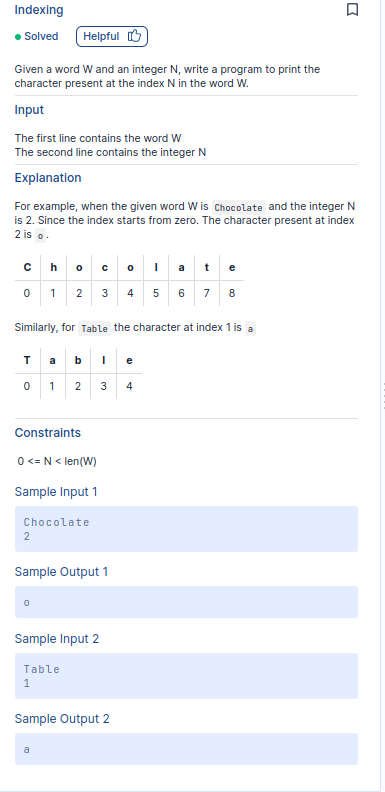 Indexing
Solved
Helpful
Given a word W and an integer N, write a program to print the
character present at the index N in the word W.
Input
The first line contains the word W
The second line contains the integer N
Explanation
For example, when the given word W is Chocolate and the integer N
is 2. Since the index starts from zero. The character present at index
2 is o .
C h o c o l a t e
0 1 2 3 4 5 6 7 8
Similarly, for Table the character at index 1 is a
T a b l e
0 1 2 3 4
Constraints
0 <= N < len(W)
Sample Input 1
Chocolate
2
Sample Output 1
o
Sample Input 2
Table
1
Sample Output 2
a